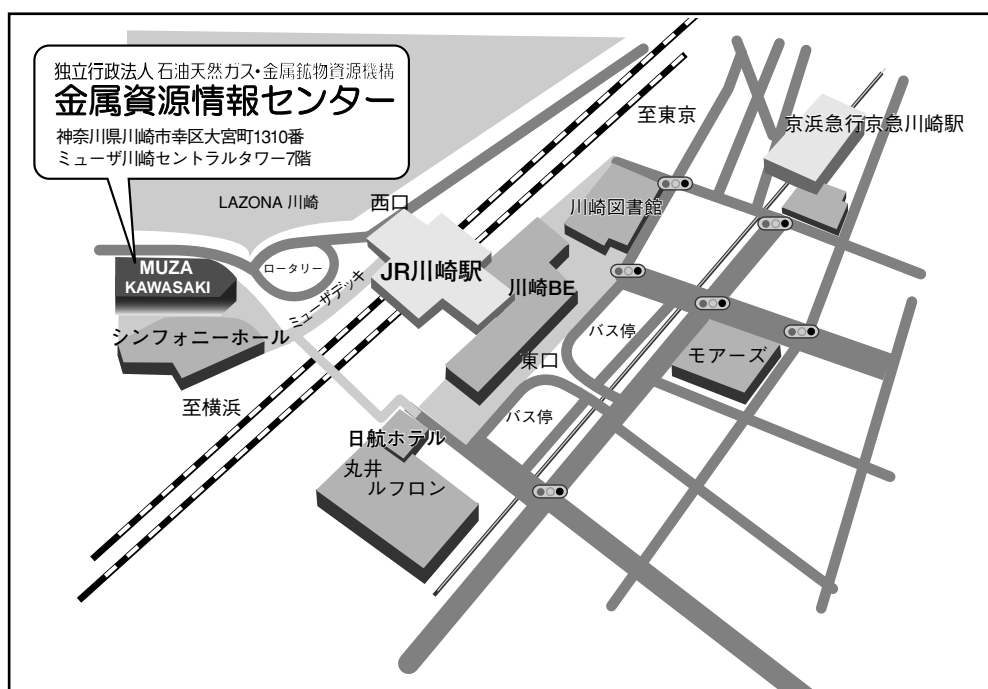 独立行政法人 石油天然ガス・金属鉱物資源機構
金属資源情報センター
神奈川県川崎市幸区大宮町1310番
ミューザ川崎セントラルタワー7階
至東京
京浜急行京急川崎駅
LAZONA 川崎
西口
川崎図書館
MUZA
KAWASAKI
ロータリー
ミューザデッキ
JR川崎駅
川崎BE
シンフォニーホール
バス停
モアーズ
東口
至横浜
バス停
日航ホテル
丸井
ルフロン